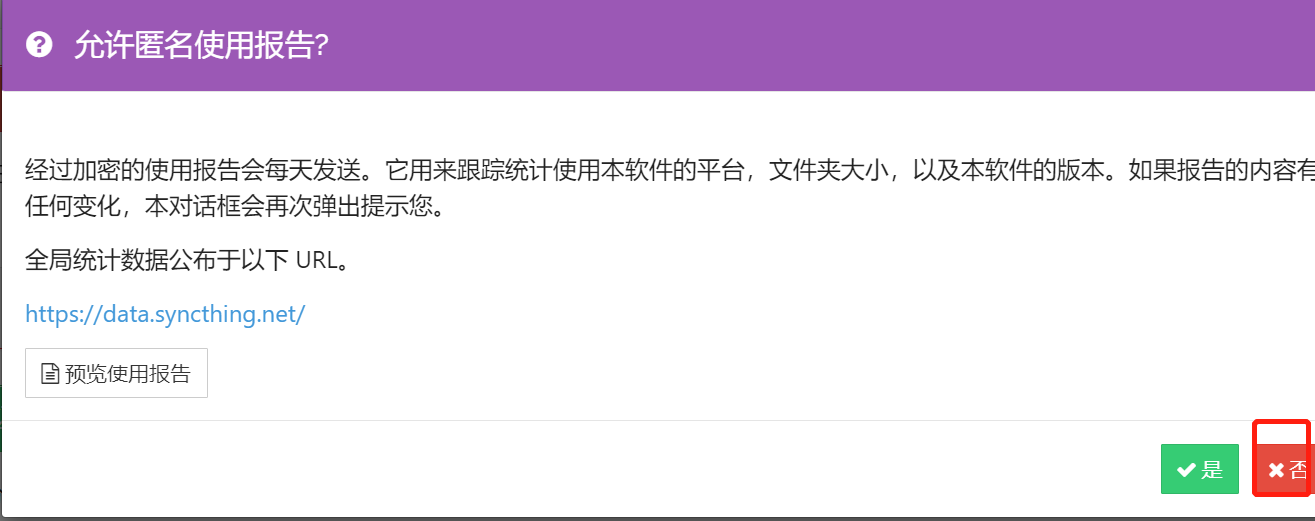 允许匿名使用报告?
经过加密的使用报告会每天发送。它用来跟踪统计使用本软件的平台，文件夹大小，以及本软件的版本。如果报告的内容有
任何变化，本对话框会再次弹出提示您。
全局统计数据公布于以下 URL。
https://data.syncthing.net/
预览使用报告
是
否